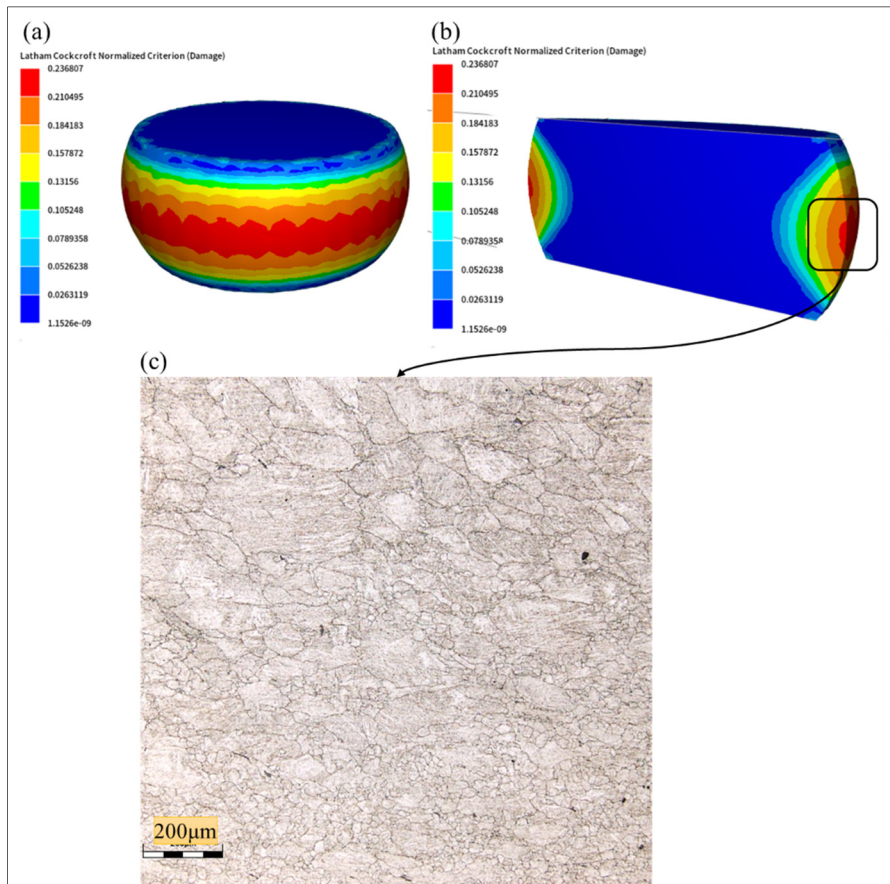 (a)
Latham Cockcroft Normalized Criterion (Damage)
0.236807
0.210495
0.184183
0.157872
0.13156
0.105248
0.0789358
0.0526238
0.0263119
1.1526e-09
(b)
Latham Cockcroft Normalized Criterion (Damage)
0.236807
0.210495
0.184183
0.157872
0.13156
0.105248
0.0789358
0.0526238
0.0263119
1.1526e-09
(c)
200μm